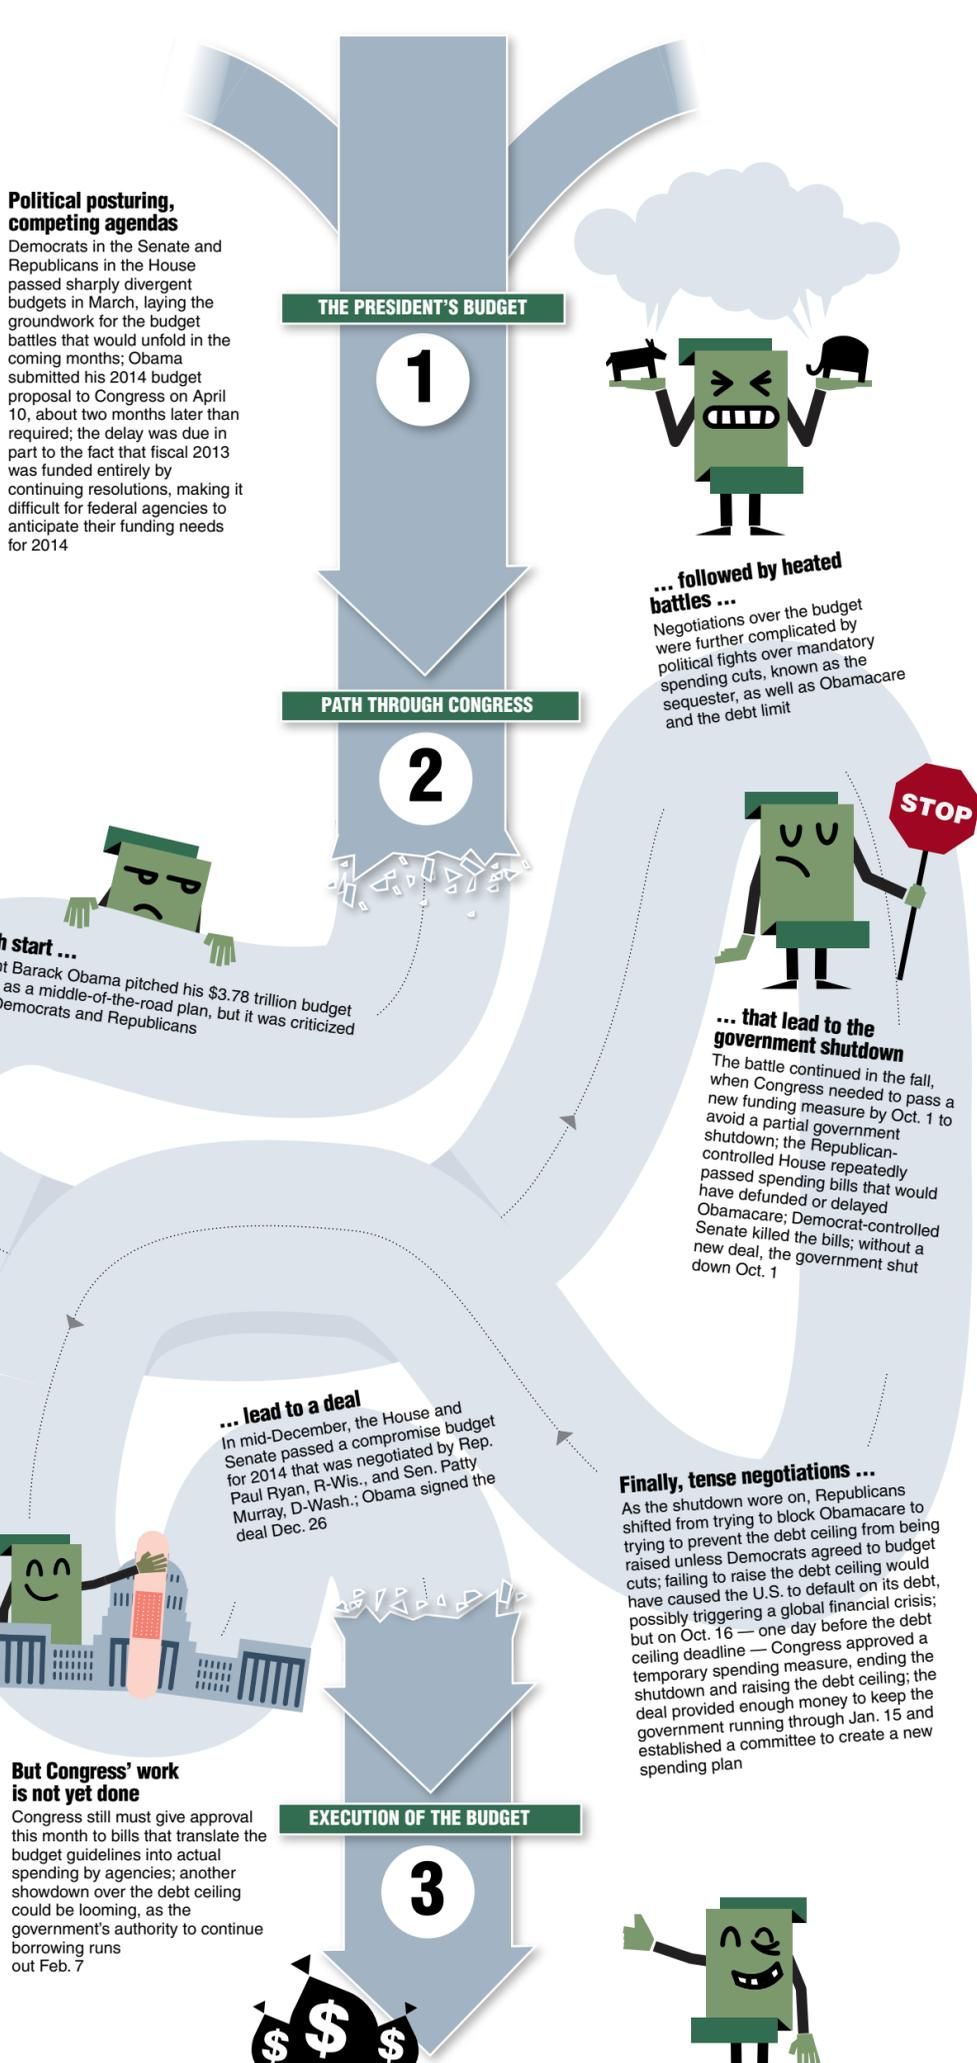 Political posturing,
competing agendas
Democrats in the Senate and
Republicans in the House
passed sharply divergent
budgets in March, laying the
groundwork for the budget
battles that would unfold in the
coming months; Obama
submitted his 2014 budget
proposal to Congress on April
10, about two months later than
required; the delay was due in
part to the fact that fiscal 2013
was funded entirely by
continuing resolutions, making it
difficult for federal agencies to
anticipate their funding needs
for 2014
THE PRESIDENT'S BUDGET
1
... followed by heated
battles ...
Negotiations over the budget
were further complicated by
political fights over mandatory
spending cuts, known as the
sequester, as well as Obamacare
and the debt limit
PATH THROUGH CONGRESS
2
STOP
start ...
Barack Obama pitched his $3.78 trillion budget
as a middle-of-the-road plan, but it was criticized
Democrats and Republicans
... that lead to the
government shutdown
The battle continued in the fall,
when Congress needed to pass a
new funding measure by Oct. 1 to
avoid a partial government
shutdown; the Republican-
controlled House repeatedly
passed spending bills that would
have defunded or delayed
Obamacare; Democrat-controlled
Senate killed the bills; without a
new deal, the government shut
down Oct. 1
... lead to a deal
In mid-December, the House and
Senate passed a compromise budget
for 2014 that was negotiated by Rep.
Paul Ryan, R-Wis., and Sen. Patty
Murray, D-Wash.; Obama signed the
deal Dec. 26
Finally, tense negotiations ...
As the shutdown wore on, Republicans
shifted from trying to block Obamacare to
trying to prevent the debt ceiling from being
raised unless Democrats agreed to budget
cuts; failing to raise the debt ceiling would
have caused the U.S. to default on its debt,
possibly triggering a global financial crisis;
but on Oct. 16 — one day before the debt
ceiling deadline — Congress approved a
temporary spending measure, ending the
shutdown and raising the debt ceiling; the
deal provided enough money to keep the
government running through Jan. 15 and
established a committee to create a new
spending plan
But Congress' work
is not yet done
Congress still must give approval
this month to bills that translate the
budget guidelines into actual
spending by agencies; another
showdown over the debt ceiling
could be looming, as the
government's authority to continue
borrowing runs
out Feb. 7
EXECUTION OF THE BUDGET
3
$ $ $